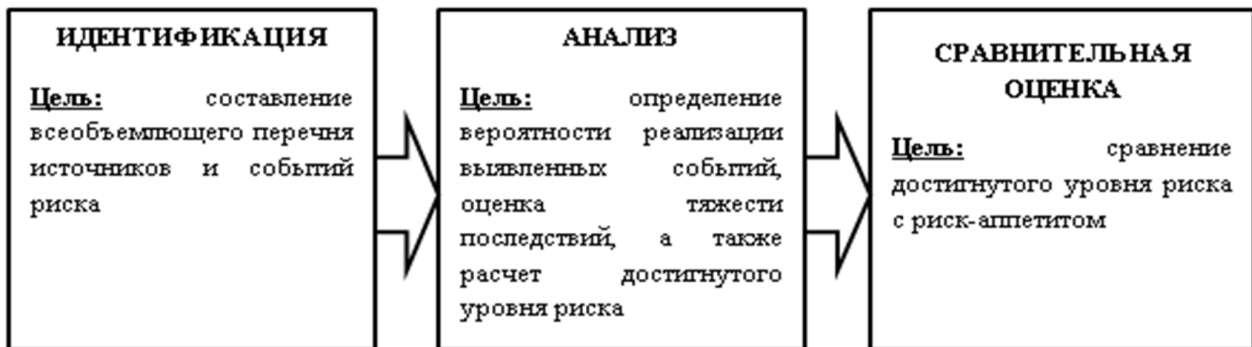 ИДЕНТИФИКАЦИЯ
Цель: составление
всеобъемлющего перечня
источников и событий
риска
АНАЛИЗ
Цель: определение
вероятности реализации
выявленных событий,
оценка тяжести
последствий, а также
расчет достигнутого
уровня риска
СРАВНИТЕЛЬНАЯ
ОЦЕНКА
Цель: сравнение
достигнутого уровня риска
с риск-аппетитом